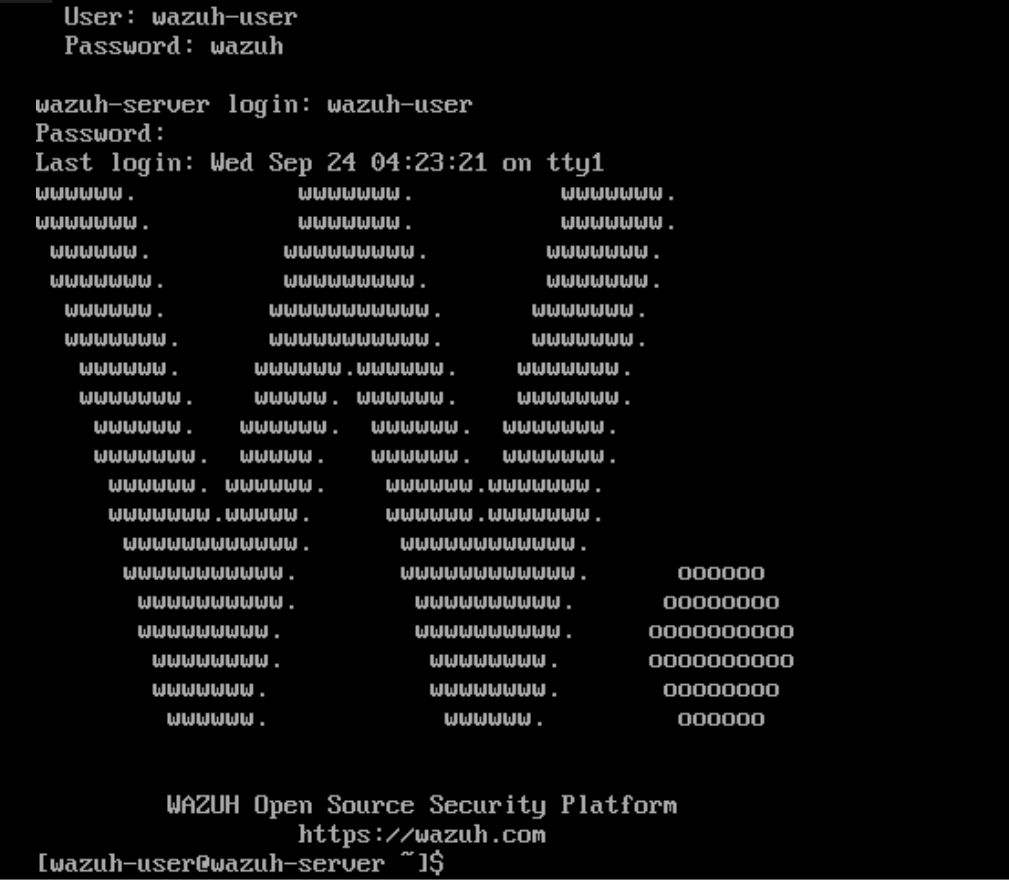 User: wazuh-user
  Password: wazuh

wazuh-server login: wazuh-user
Password:
Last login: Wed Sep 24 04:23:21 on tty1
wwwwww.           wwwwwww.          wwwwwww.
wwwwwww.          wwwwwww.          wwwwwww.
 wwwwww.         wwwwwwwww.        wwwwwww.
 wwwwwww.        wwwwwwwww.        wwwwwww.
  wwwwww.       wwwwwwwwwww.      wwwwwww.
  wwwwwww.      wwwwwwwwwww.      wwwwwww.
   wwwwww.     wwwwww.wwwwww.    wwwwwww.
   wwwwwww.    wwwww. wwwwww.    wwwwwww.
    wwwwww.   wwwwww.  wwwwww.  wwwwwww.
    wwwwwww.  wwwww.   wwwwww.  wwwwwww.
     wwwwww. wwwwww.    wwwwww.wwwwwww.
     wwwwwww.wwwww.     wwwwww.wwwwwww.
      wwwwwwwwwwww.      wwwwwwwwwwww.
      wwwwwwwwwww.       wwwwwwwwwwww.      oooooo
       wwwwwwwwww.        wwwwwwwwww.      oooooooo
       wwwwwwwww.         wwwwwwwwww.     oooooooooo
        wwwwwwww.          wwwwwwww.      oooooooooo
        wwwwwww.           wwwwwwww.       oooooooo
         wwwwww.            wwwwww.         oooooo

         WAZUH Open Source Security Platform
                  https://wazuh.com
[wazuh-user@wazuh-server ~]$